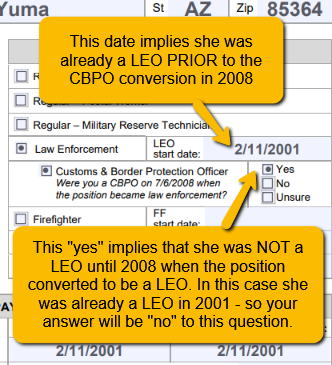 Yuma St AZ Zip 85364
This date implies she was
already a LEO PRIOR to the
CBPO conversion in 2008
R
Regular –
Regular – Military Reserve Technician
Law Enforcement LEO
start date: 2/11/2001
Customs & Border Protection Officer
Were you a CBPO on 7/6/2008 when
the position became law enforcement?
Yes
No
Unsure
Firefighter FF
start date:
This "yes" implies that she was NOT a
LEO until 2008 when the position
converted to be a LEO. In this case she
was already a LEO in 2001 - so your
answer will be "no" to this question.
PAY
2/11/2001 2/11/2001